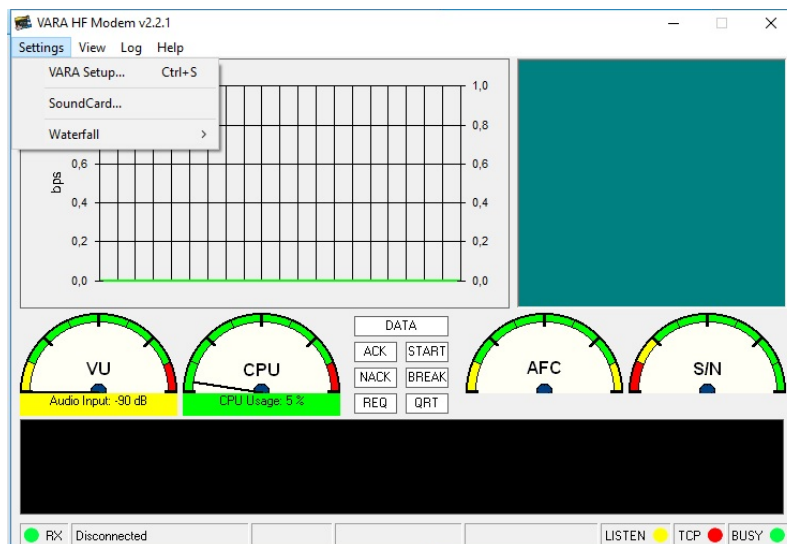 VARA HF Modem v2.2.1
Settings View Log Help
VARA Setup... Ctrl+S
SoundCard...
Waterfall
1,0
0,8
0,6
0,4
0,2
0,0
bps
0,6
0,4
0,2
0,0
VU
Audio Input: -90 dB
CPU
CPU Usage: 5 %
DATA
ACK START
NACK BREAK
REQ QRT
AFC
S/N
RX Disconnected LISTEN TCP BUSY